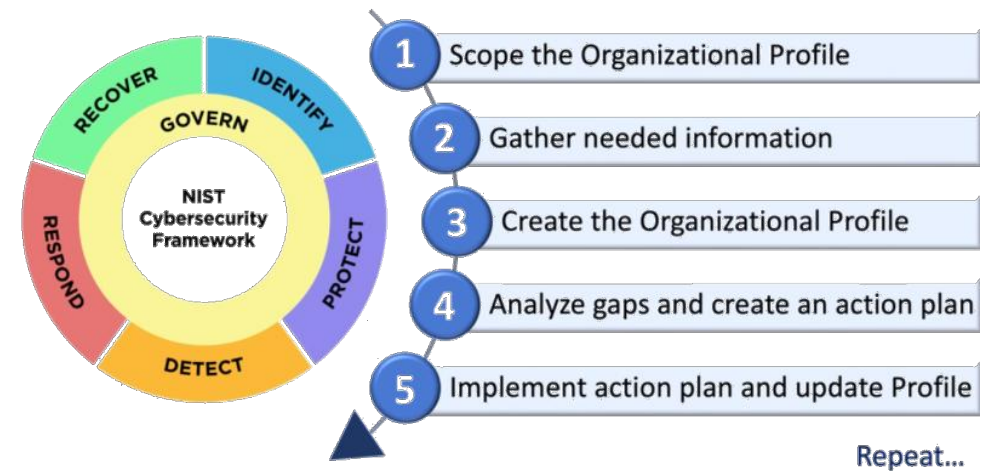 RECOVER
IDENTIFY
GOVERN
NIST
Cybersecurity
Framework
RESPOND
PROTECT
DETECT
1 Scope the Organizational Profile
2 Gather needed information
3 Create the Organizational Profile
4 Analyze gaps and create an action plan
5 Implement action plan and update Profile
Repeat...